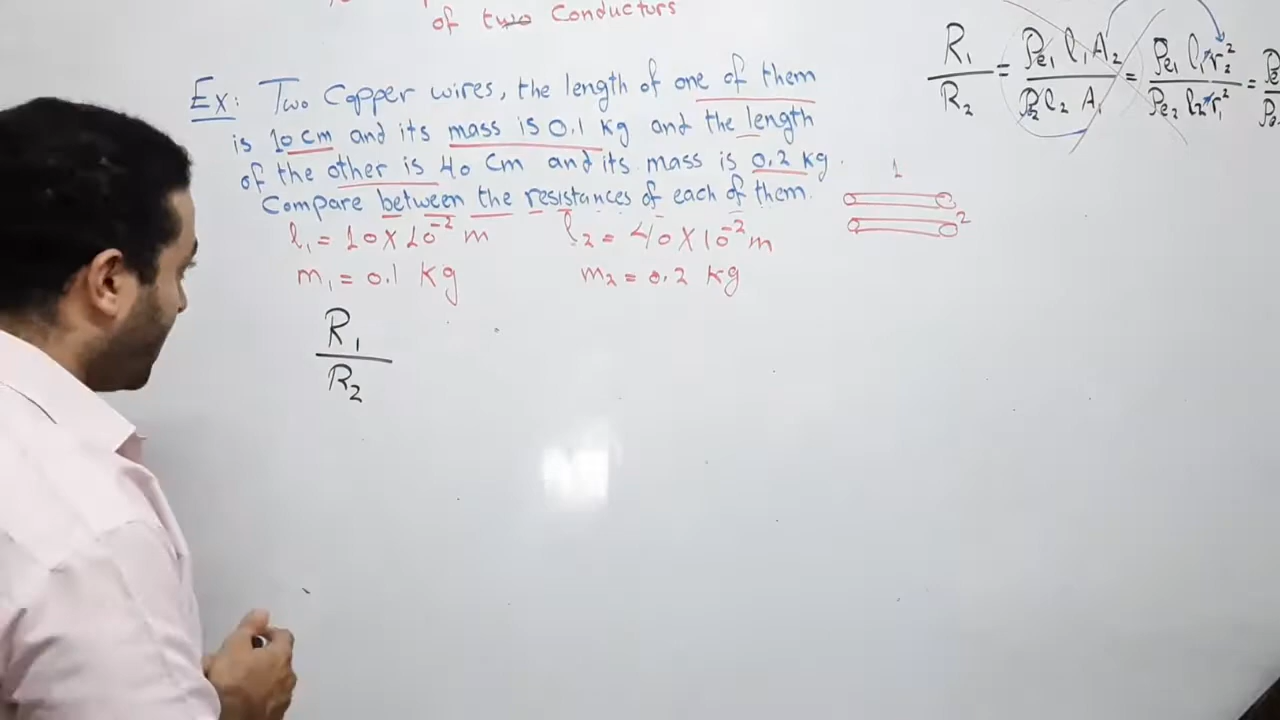 of two Conductors
Ex: Two Copper wires, the length of one of them
is 10 cm and its mass is 0.1 kg and the length
of the other is 40 Cm and its mass is 0.2 kg.
Compare between the resistances of each of them.
l₁ = 10 × 10⁻² m
l₂ = 40 × 10⁻² m
m₁ = 0.1 kg
m₂ = 0.2 kg
R₁
R₂
R₁/R₂ = ρe₁ l₁ A₂ / ρ₂ l₂ A₁ = ρe₁ l₁ r₂² / ρe₂ l₂ r₁² =
1
2